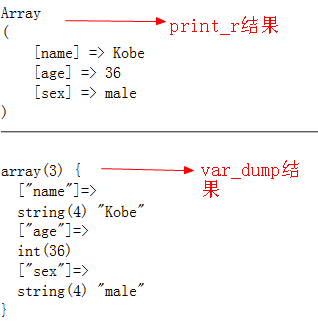 Array
print_r结果
(
[name] => Kobe
[age] => 36
[sex] => male
)
array(3) {
var_dump结
果
["name"]=>
string(4) "Kobe"
["age"]=>
int(36)
["sex"]=>
string(4) "male"
}